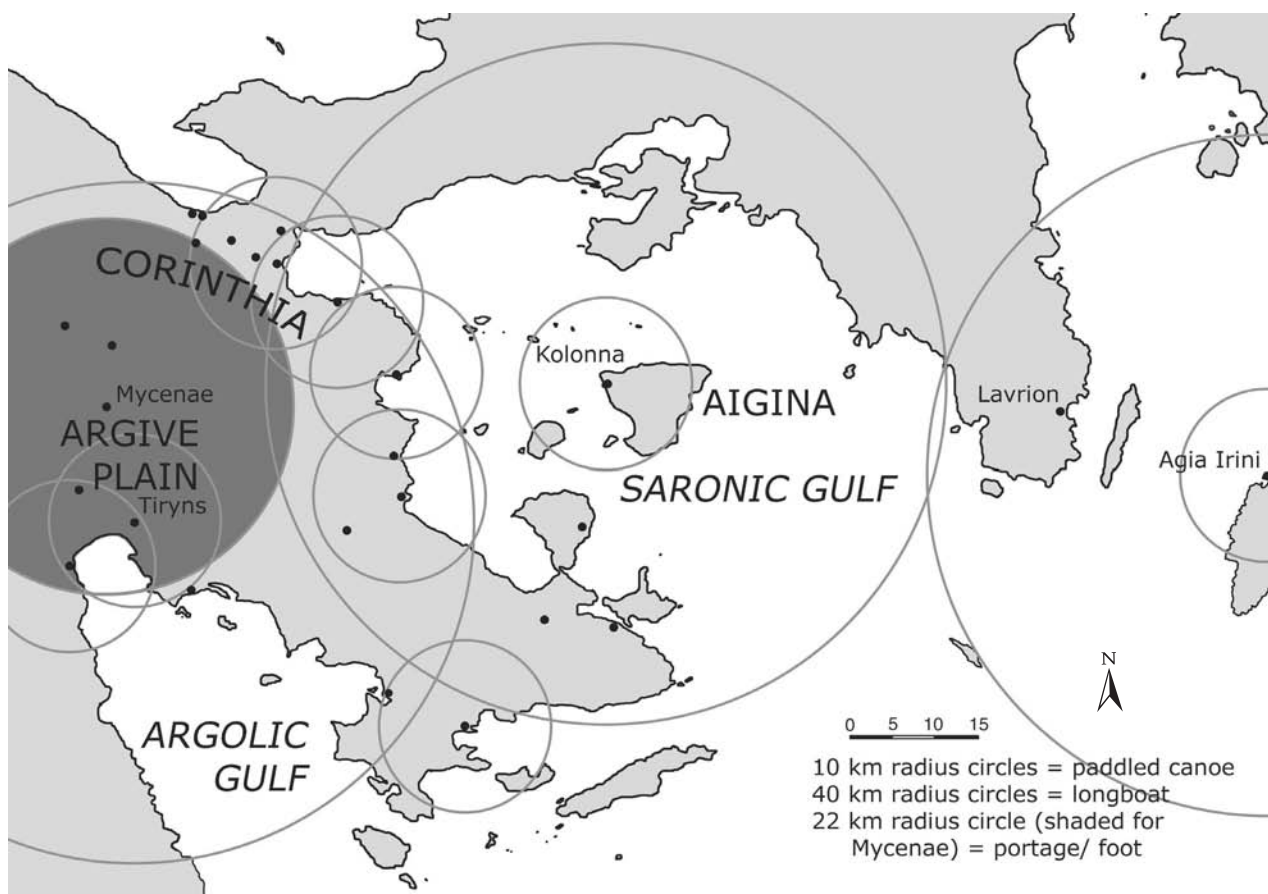 CORINTHIA
Kolonna
Mycenae
AIGINA
Lavrion
ARGIVE
PLAIN
Agia Irini
SARONIC GULF
Tiryns
N
ARGOLIC
GULF
0 5 10 15
10 km radius circles = paddled canoe
40 km radius circles = longboat
22 km radius circle (shaded for
Mycenae) = portage/ foot